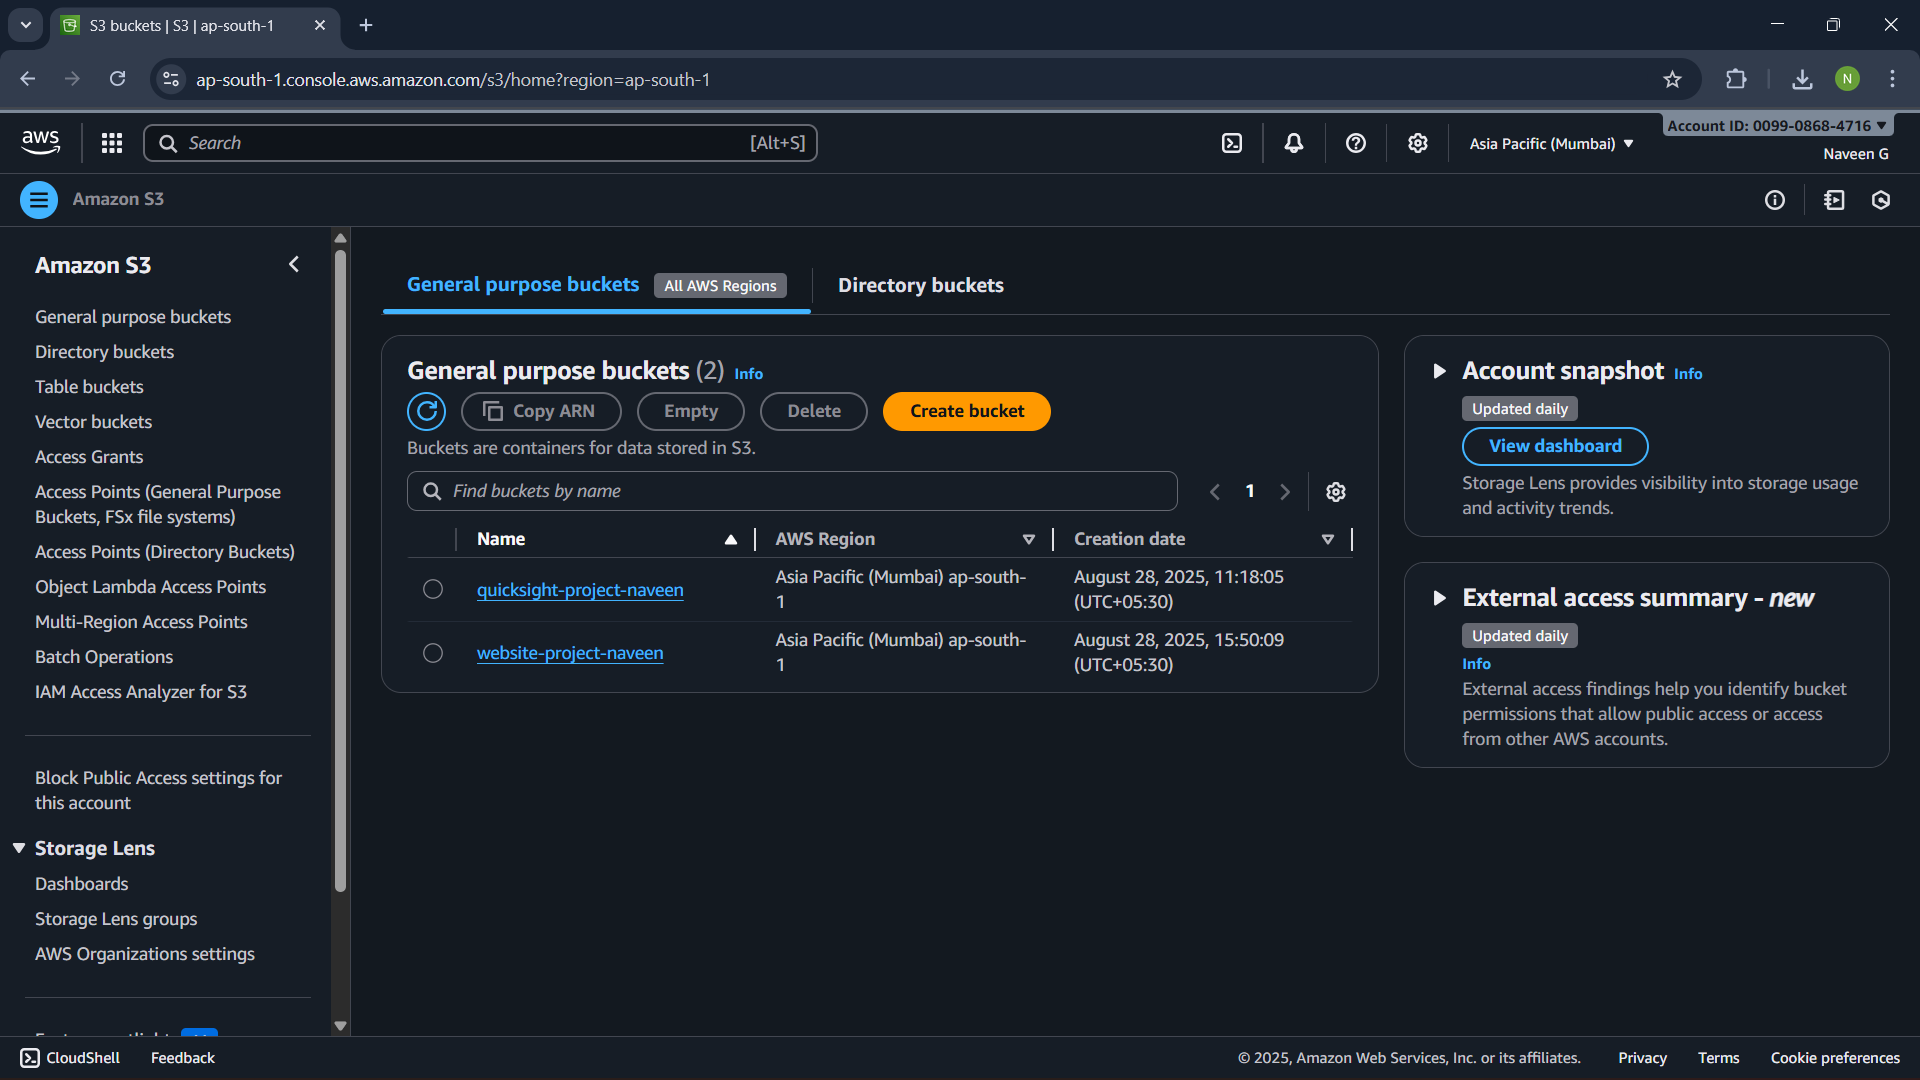 S3 buckets | S3 | ap-south-1
ap-south-1.console.aws.amazon.com/s3/home?region=ap-south-1
N
aws
Search
[Alt+S]
Asia Pacific (Mumbai)
Account ID: 0099-0868-4716
Naveen G
Amazon S3
Amazon S3
General purpose buckets
Directory buckets
Table buckets
Vector buckets
Access Grants
Access Points (General Purpose
Buckets, FSx file systems)
Access Points (Directory Buckets)
Object Lambda Access Points
Multi-Region Access Points
Batch Operations
IAM Access Analyzer for S3
Block Public Access settings for
this account
Storage Lens
Dashboards
Storage Lens groups
AWS Organizations settings
General purpose buckets
All AWS Regions
Directory buckets
General purpose buckets (2) Info
Copy ARN
Empty
Delete
Create bucket
Buckets are containers for data stored in S3.
Find buckets by name
1
Name
AWS Region
Creation date
quicksight-project-naveen
Asia Pacific (Mumbai) ap-south-
1
August 28, 2025, 11:18:05
(UTC+05:30)
website-project-naveen
Asia Pacific (Mumbai) ap-south-
1
August 28, 2025, 15:50:09
(UTC+05:30)
Account snapshot Info
Updated daily
View dashboard
Storage Lens provides visibility into storage usage
and activity trends.
External access summary - new
Updated daily
Info
External access findings help you identify bucket
permissions that allow public access or access
from other AWS accounts.
CloudShell
Feedback
© 2025, Amazon Web Services, Inc. or its affiliates.
Privacy
Terms
Cookie preferences